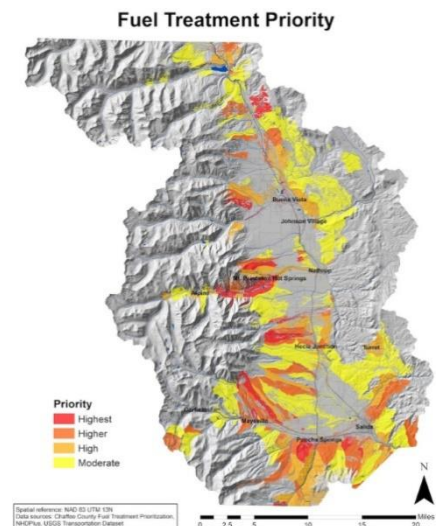 Fuel Treatment Priority
Buena Vista
Johnson Village
Nathrop
Mt. Princeton Hot Springs
Hecla Junction
Turret
Maysville
Salida
Poncha Springs
Priority
Highest
Higher
High
Moderate
N
Miles
0 2.5 5 10 15 20
Spatial reference: NAD 83 UTM 13N
Data sources: Chaffee County Fuel Treatment Prioritization,
NHDPlus, USGS Transportation Dataset